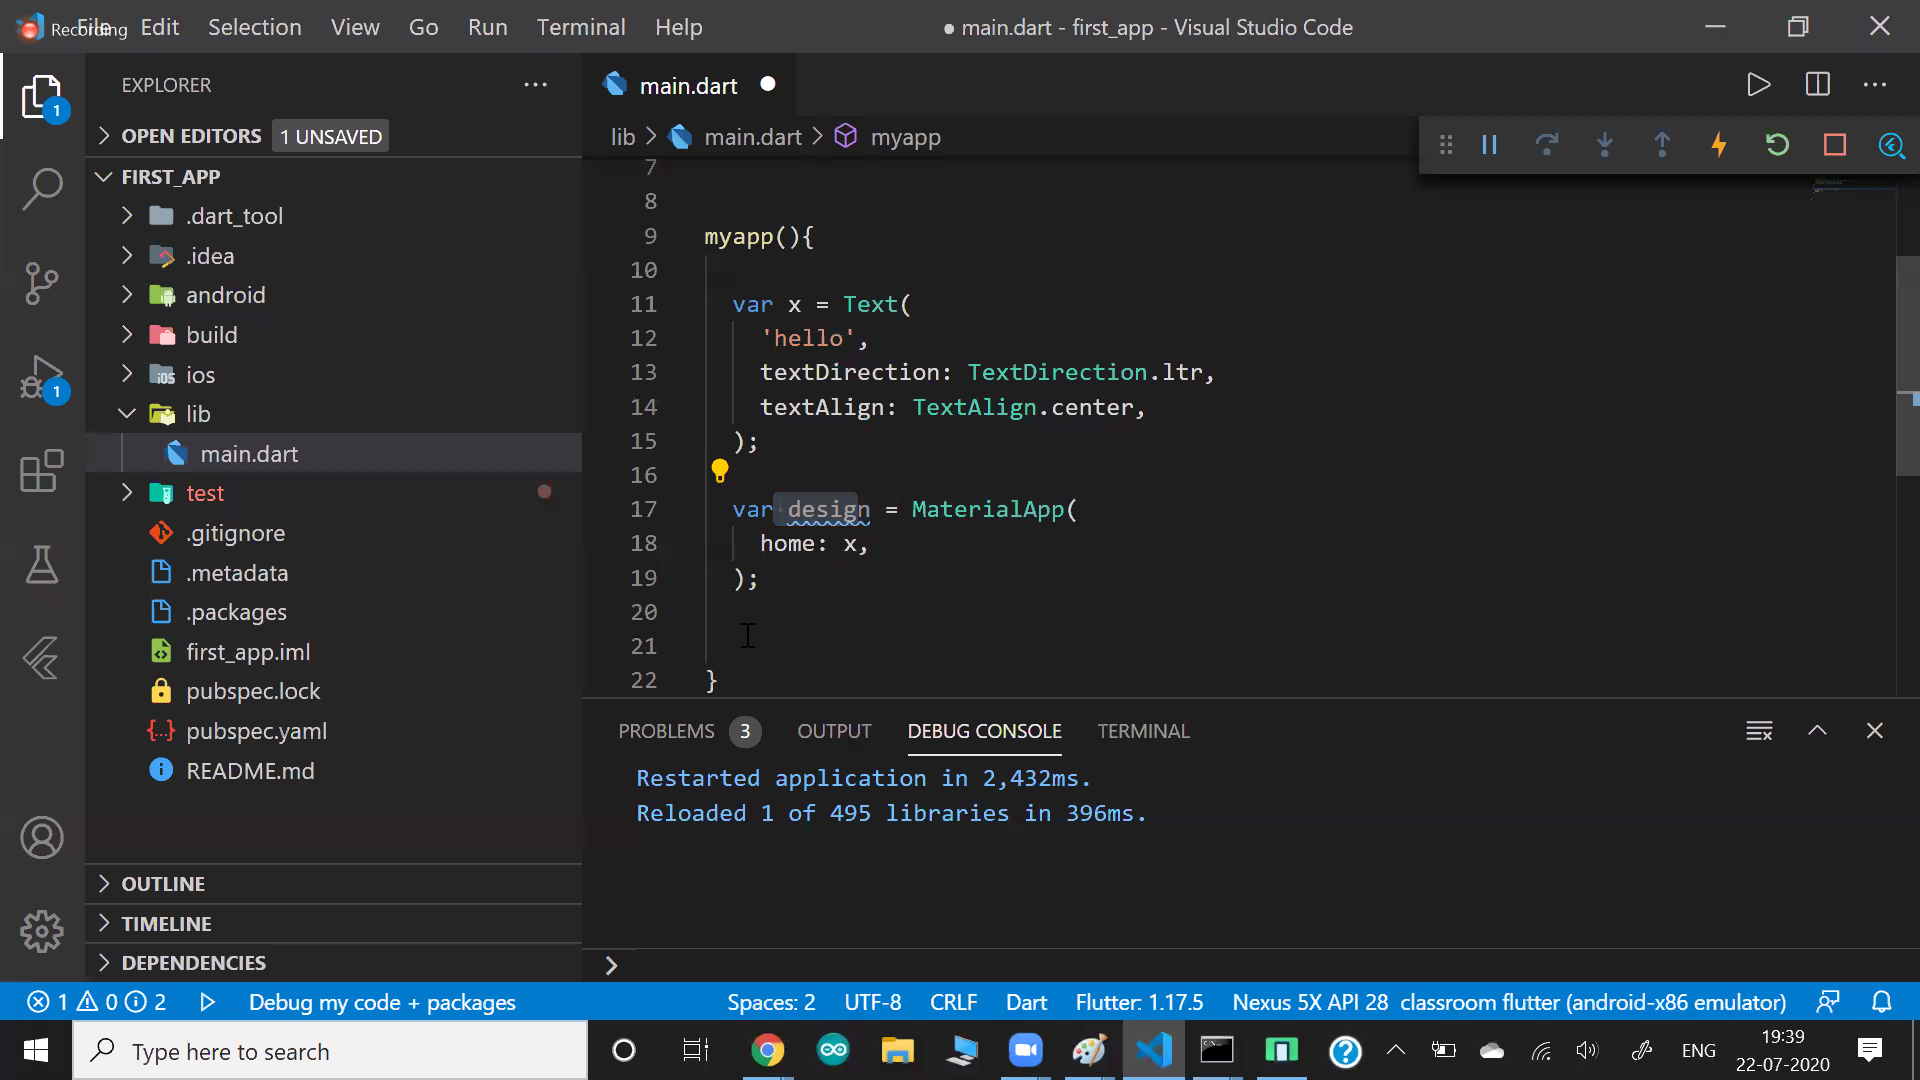 Recording File Edit Selection View Go Run Terminal Help ● main.dart - first_app - Visual Studio Code
EXPLORER
main.dart
OPEN EDITORS 1 UNSAVED
lib > main.dart > myapp
FIRST_APP
.dart_tool
.idea
android
build
ios
lib
main.dart
test
.gitignore
.metadata
.packages
first_app.iml
pubspec.lock
pubspec.yaml
README.md
OUTLINE
TIMELINE
DEPENDENCIES
7
8
9 myapp(){
10
11 var x = Text(
12 'hello',
13 textDirection: TextDirection.ltr,
14 textAlign: TextAlign.center,
15 );
16
17 var design = MaterialApp(
18 home: x,
19 );
20
21
22 }
PROBLEMS 3 OUTPUT DEBUG CONSOLE TERMINAL
Restarted application in 2,432ms.
Reloaded 1 of 495 libraries in 396ms.
1 0 2 Debug my code + packages Spaces: 2 UTF-8 CRLF Dart Flutter: 1.17.5 Nexus 5X API 28 classroom flutter (android-x86 emulator)
Type here to search
ENG
19:39
22-07-2020
1
1
iOS